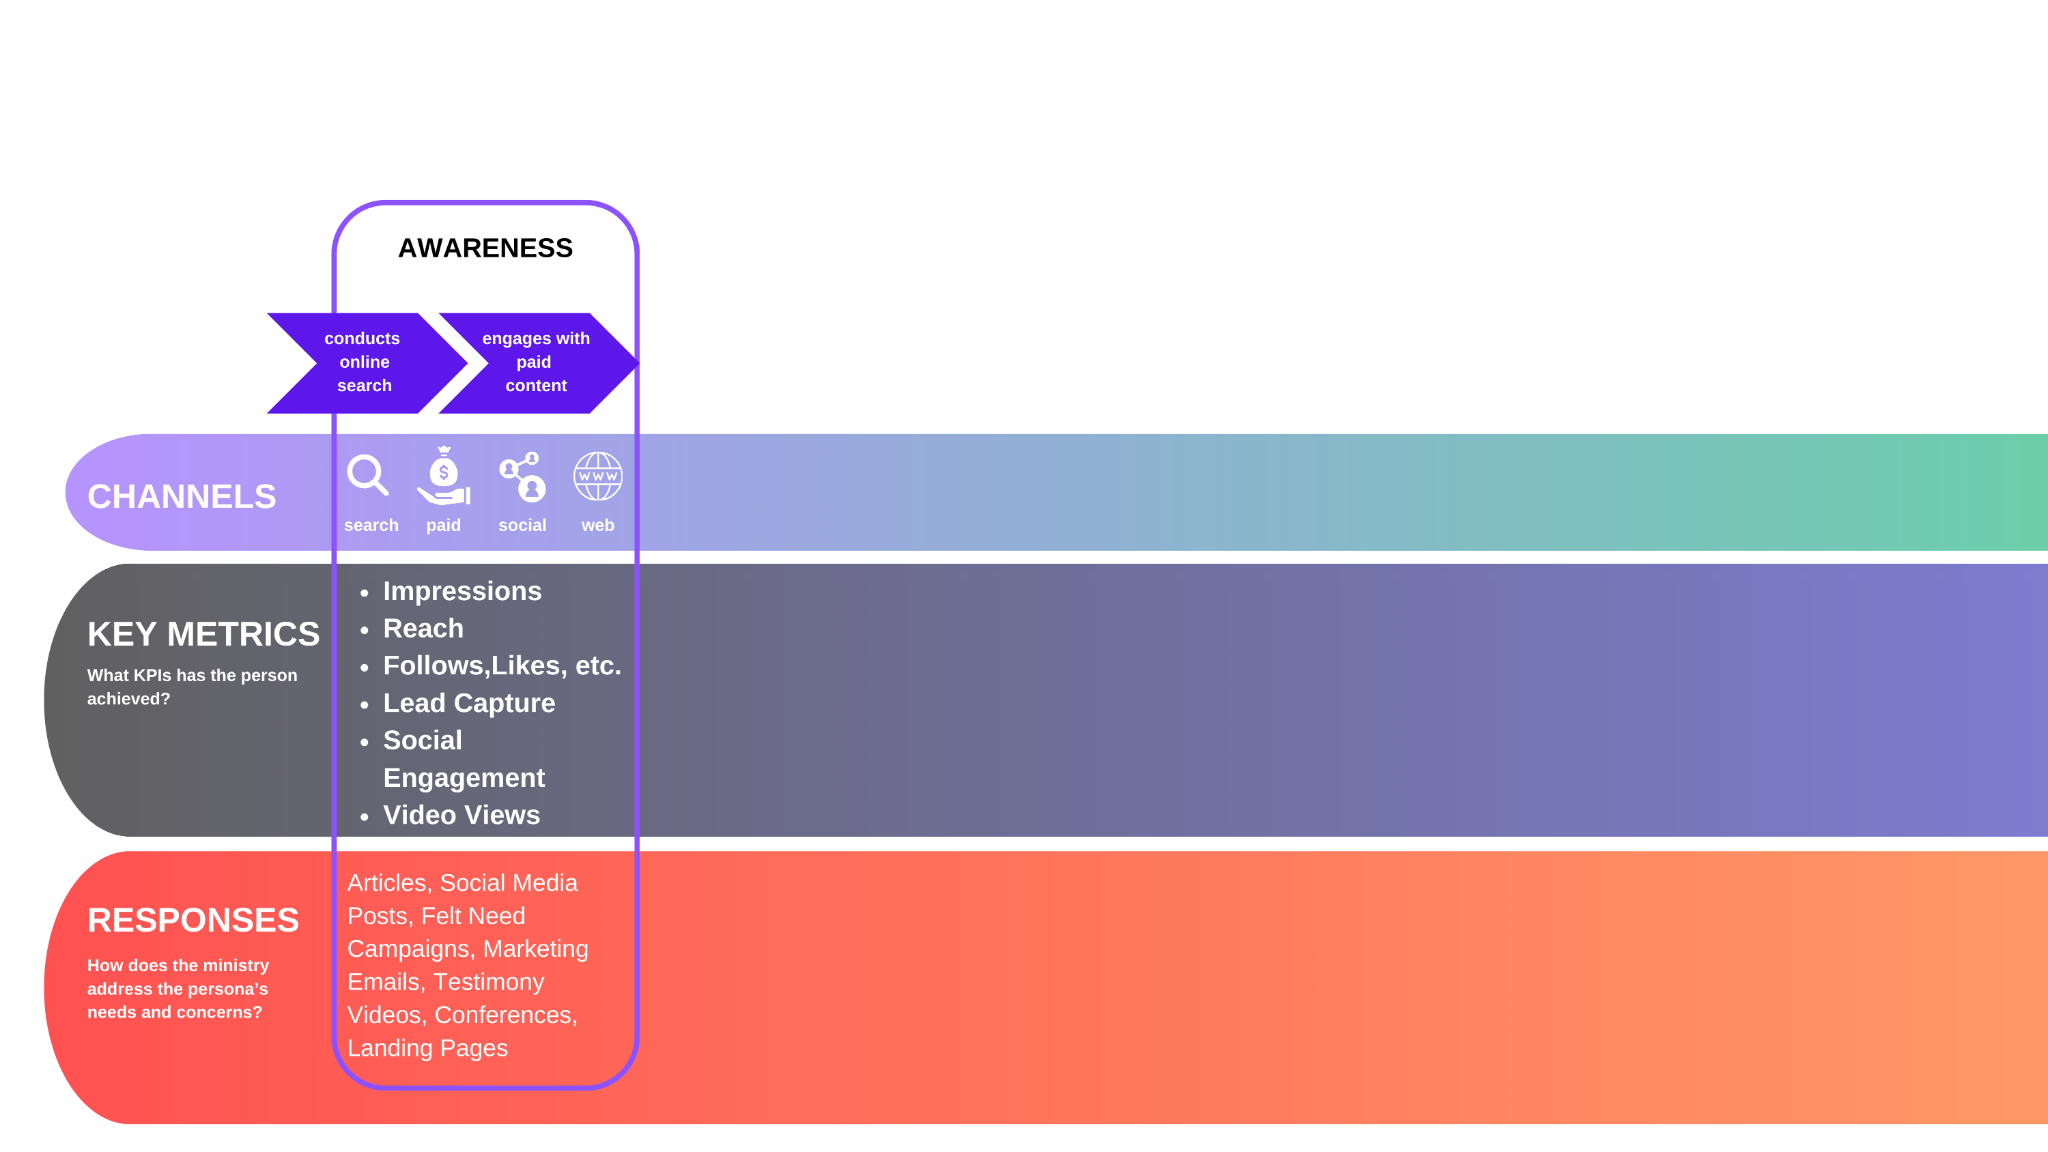 AWARENESS
conducts
online
search
engages with
paid
content
CHANNELS
$
WWW
search
paid
social
web
KEY METRICS
What KPIs has the person
achieved?
• Impressions
• Reach
• Follows,Likes, etc.
• Lead Capture
• Social
Engagement
• Video Views
RESPONSES
How does the ministry
address the persona's
needs and concerns?
Articles, Social Media
Posts, Felt Need
Campaigns, Marketing
Emails, Testimony
Videos, Conferences,
Landing Pages